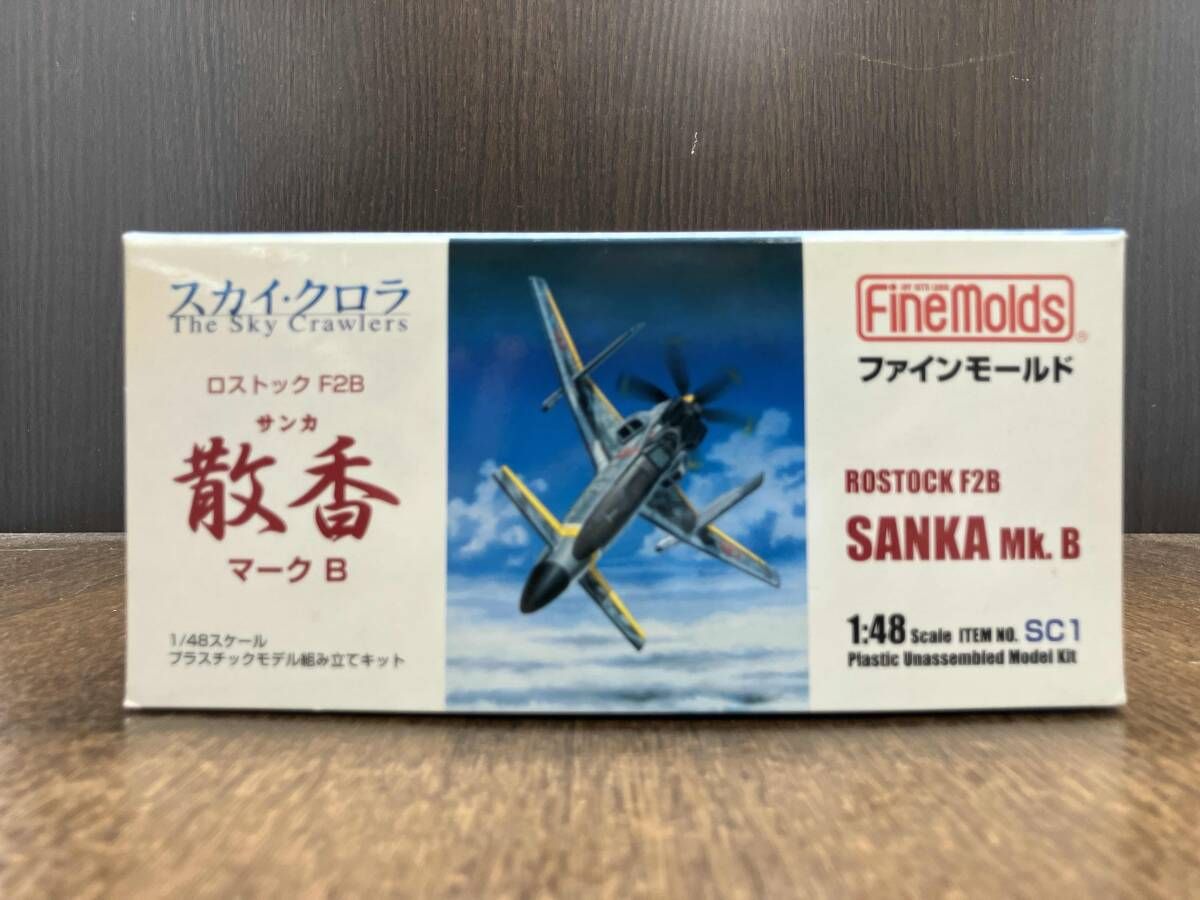 スカイ・クロラ
The Sky Crawlers
ロストック F2B
サンカ
散香
マーク B
1/48スケール
プラスチックモデル組み立てキット
FineMolds
®
ファインモールド
ROSTOCK F2B
SANKA Mk. B
1:48 Scale ITEM NO. SC1
Plastic Unassembled Model Kit